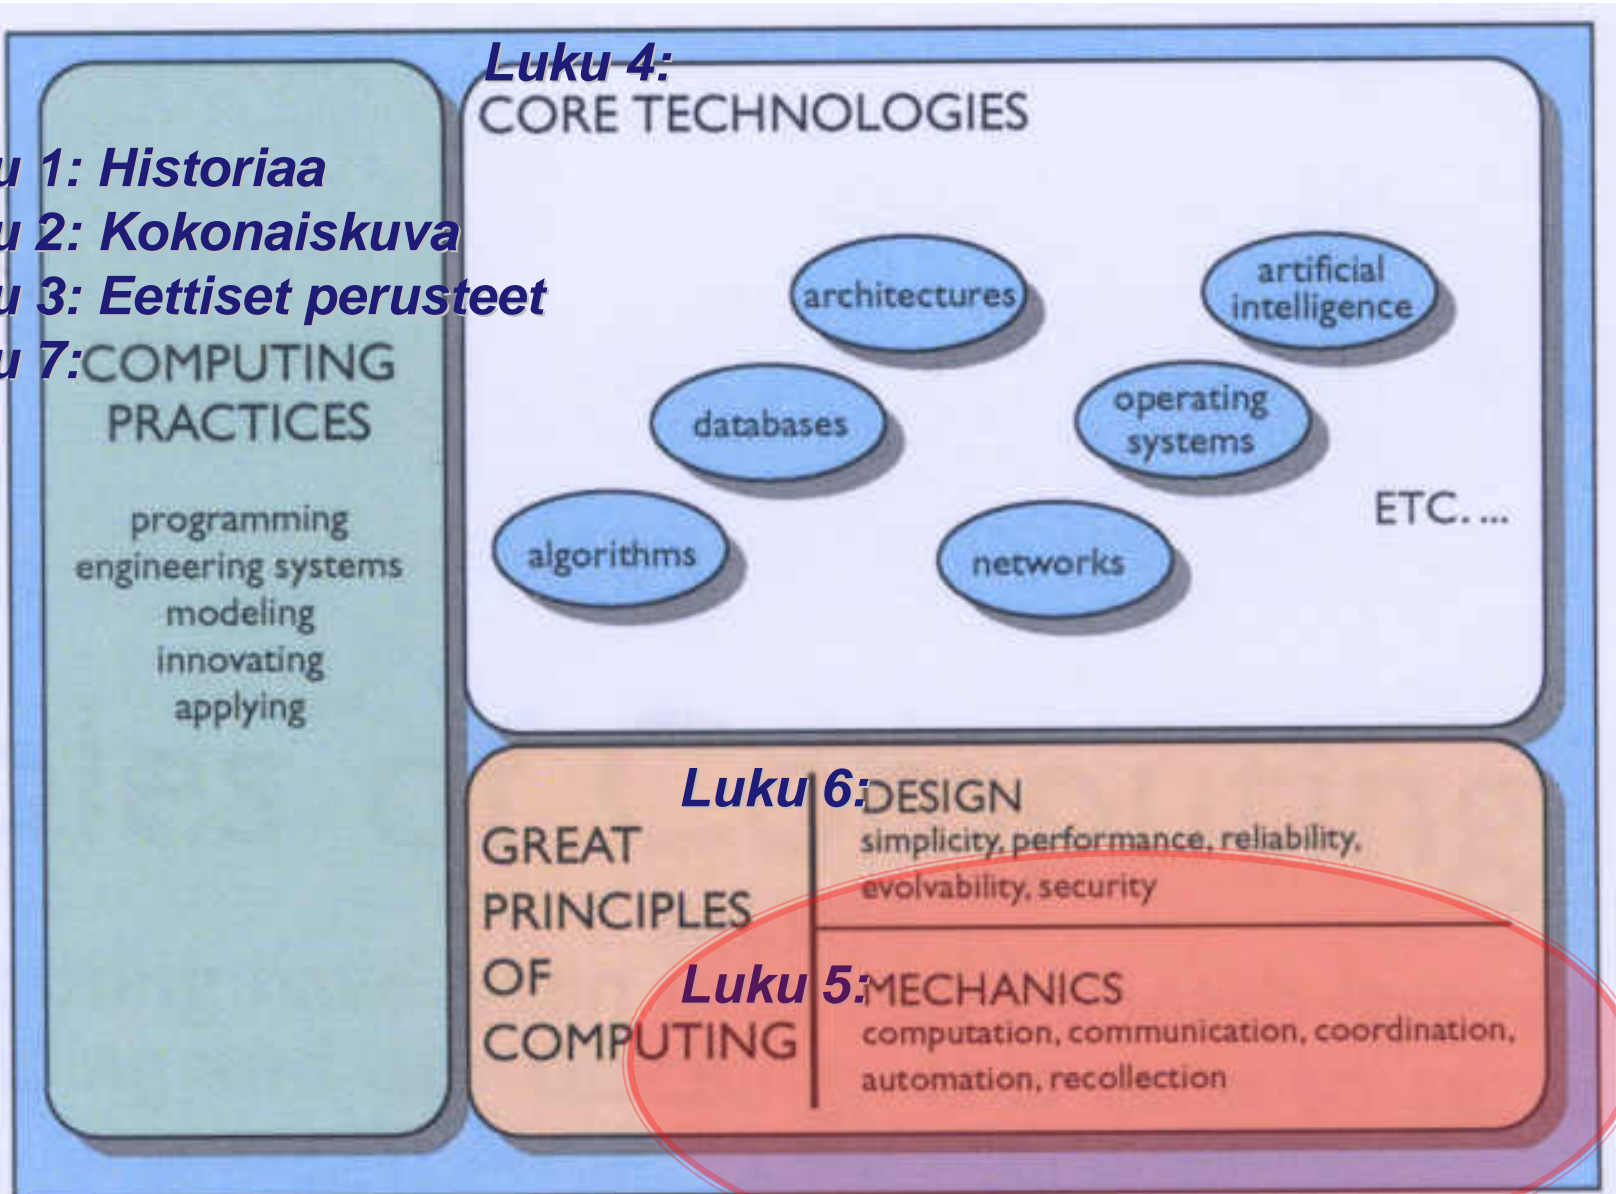 u 1: Historiaa
u 2: Kokonaiskuva
u 3: Eettiset perusteet
u 7: COMPUTING
PRACTICES
programming
engineering systems
modeling
innovating
applying
Luku 4:
CORE TECHNOLOGIES
architectures
artificial
intelligence
databases
operating
systems
algorithms
networks
ETC. ...
GREAT
PRINCIPLES
OF
COMPUTING
Luku 6: DESIGN
simplicity, performance, reliability,
evolvability, security
Luku 5: MECHANICS
computation, communication, coordination,
automation, recollection